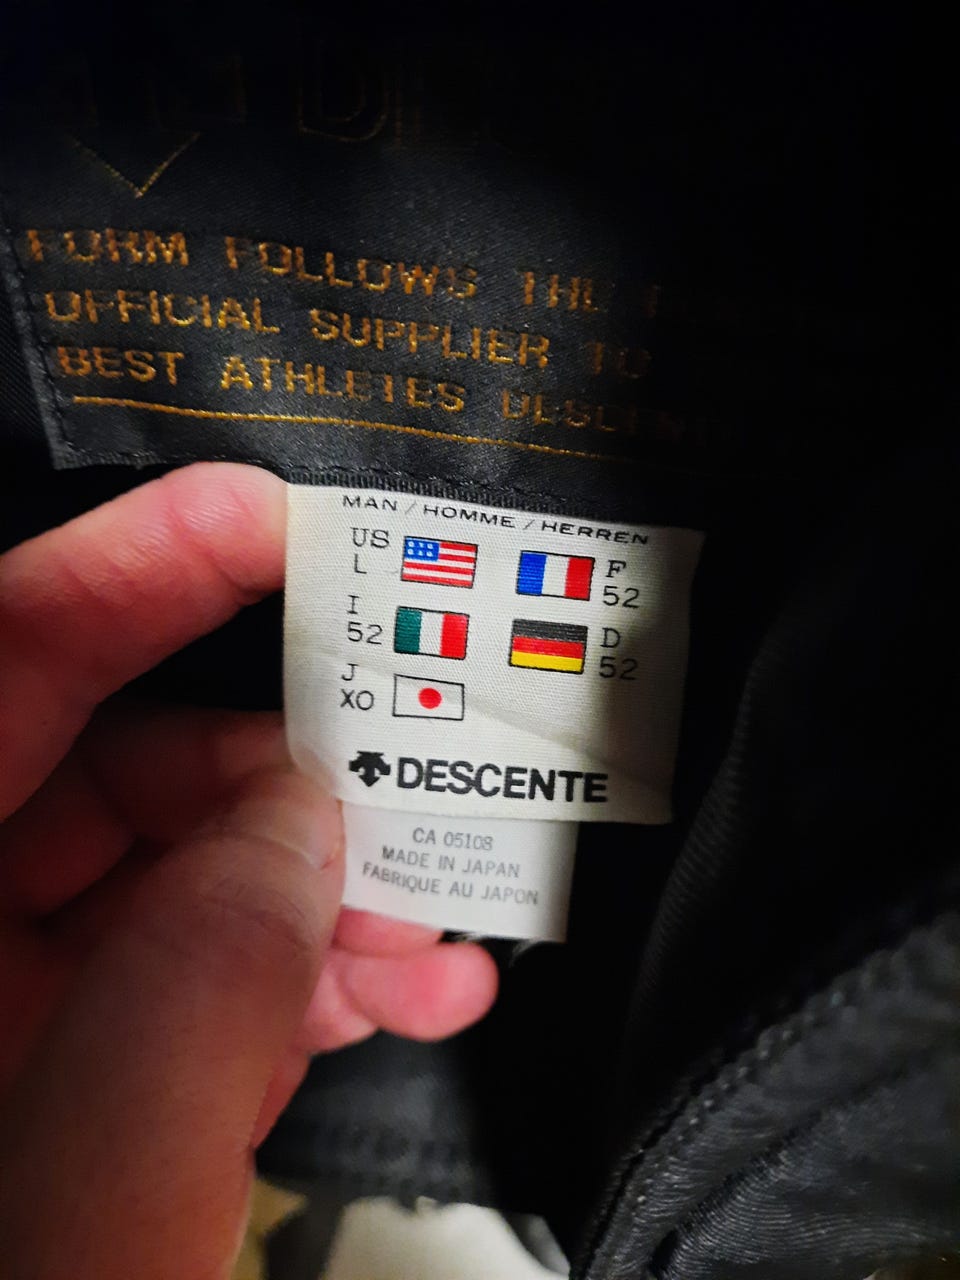 FORM FOLLOWS THE
OFFICIAL SUPPLIER TO
BEST ATHLETES DESCENTE
MAN / HOMME / HERREN
US
L
F
52
I
52
D
52
J
XO
DESCENTE
CA 05108
MADE IN JAPAN
FABRIQUE AU JAPON